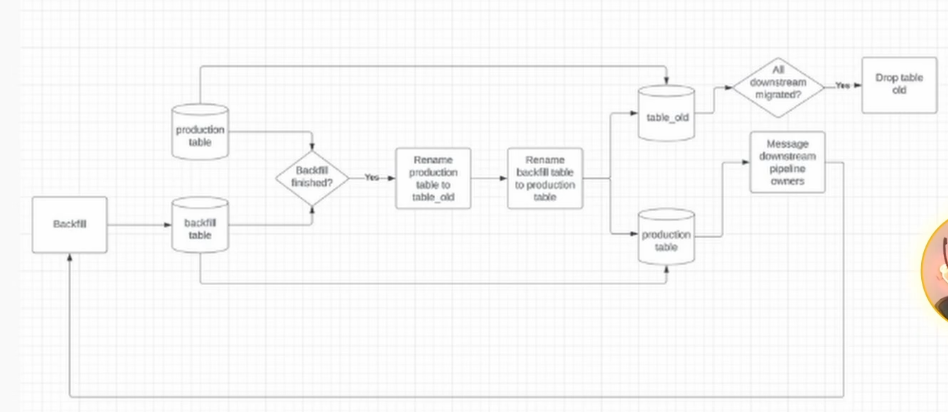 Backfill
production
table
backfill
table
Backfill
finished?
Yes
Rename
production
table to
table_old
Rename
backfill table
to production
table
table_old
production
table
All
downstream
migrated?
Yes
Drop table
old
Message
downstream
pipeline
owners